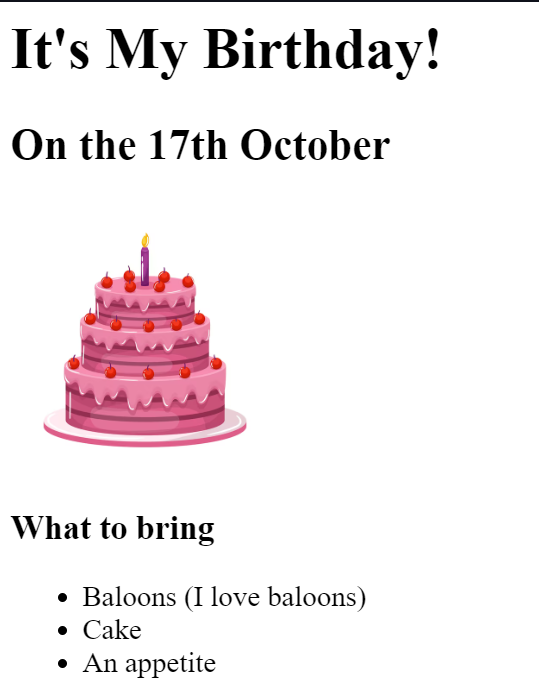 It's My Birthday!
On the 17th October
What to bring
Baloons (I love baloons)
Cake
An appetite